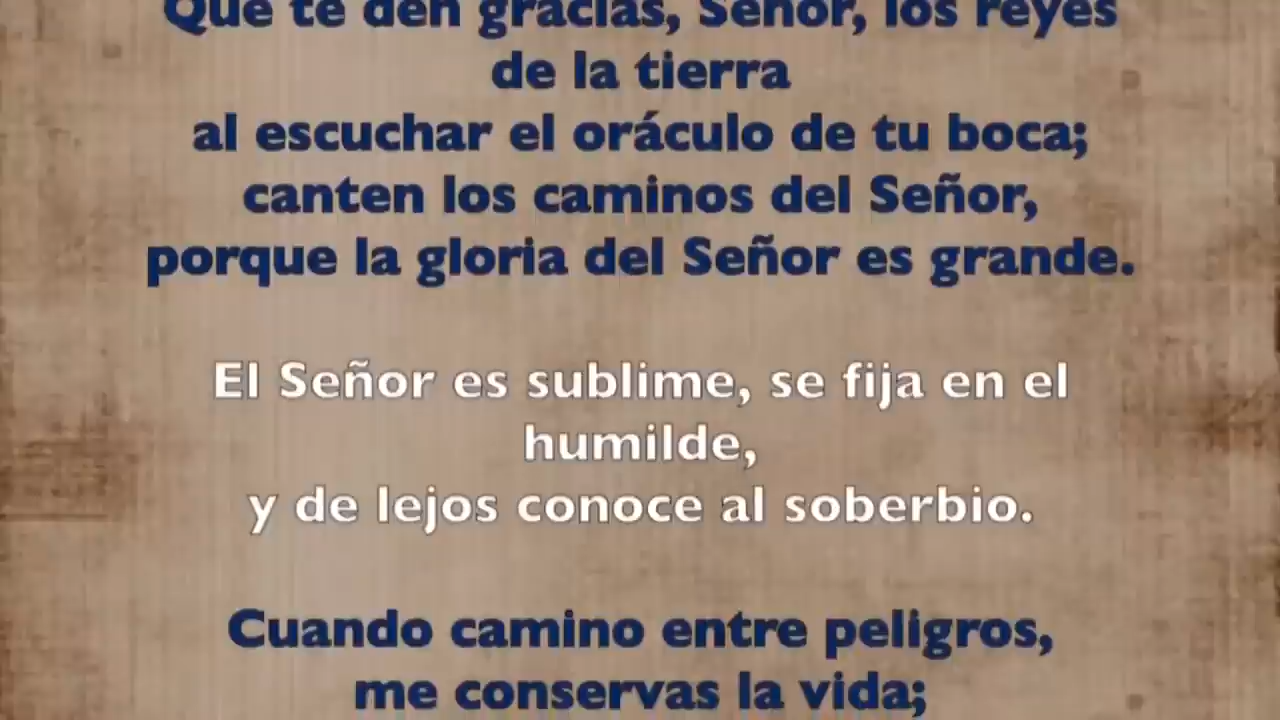 Que te den gracias, Señor, los reyes
de la tierra
al escuchar el oráculo de tu boca;
canten los caminos del Señor,
porque la gloria del Señor es grande.
El Señor es sublime, se fija en el
humilde,
y de lejos conoce al soberbio.
Cuando camino entre peligros,
me conservas la vida;